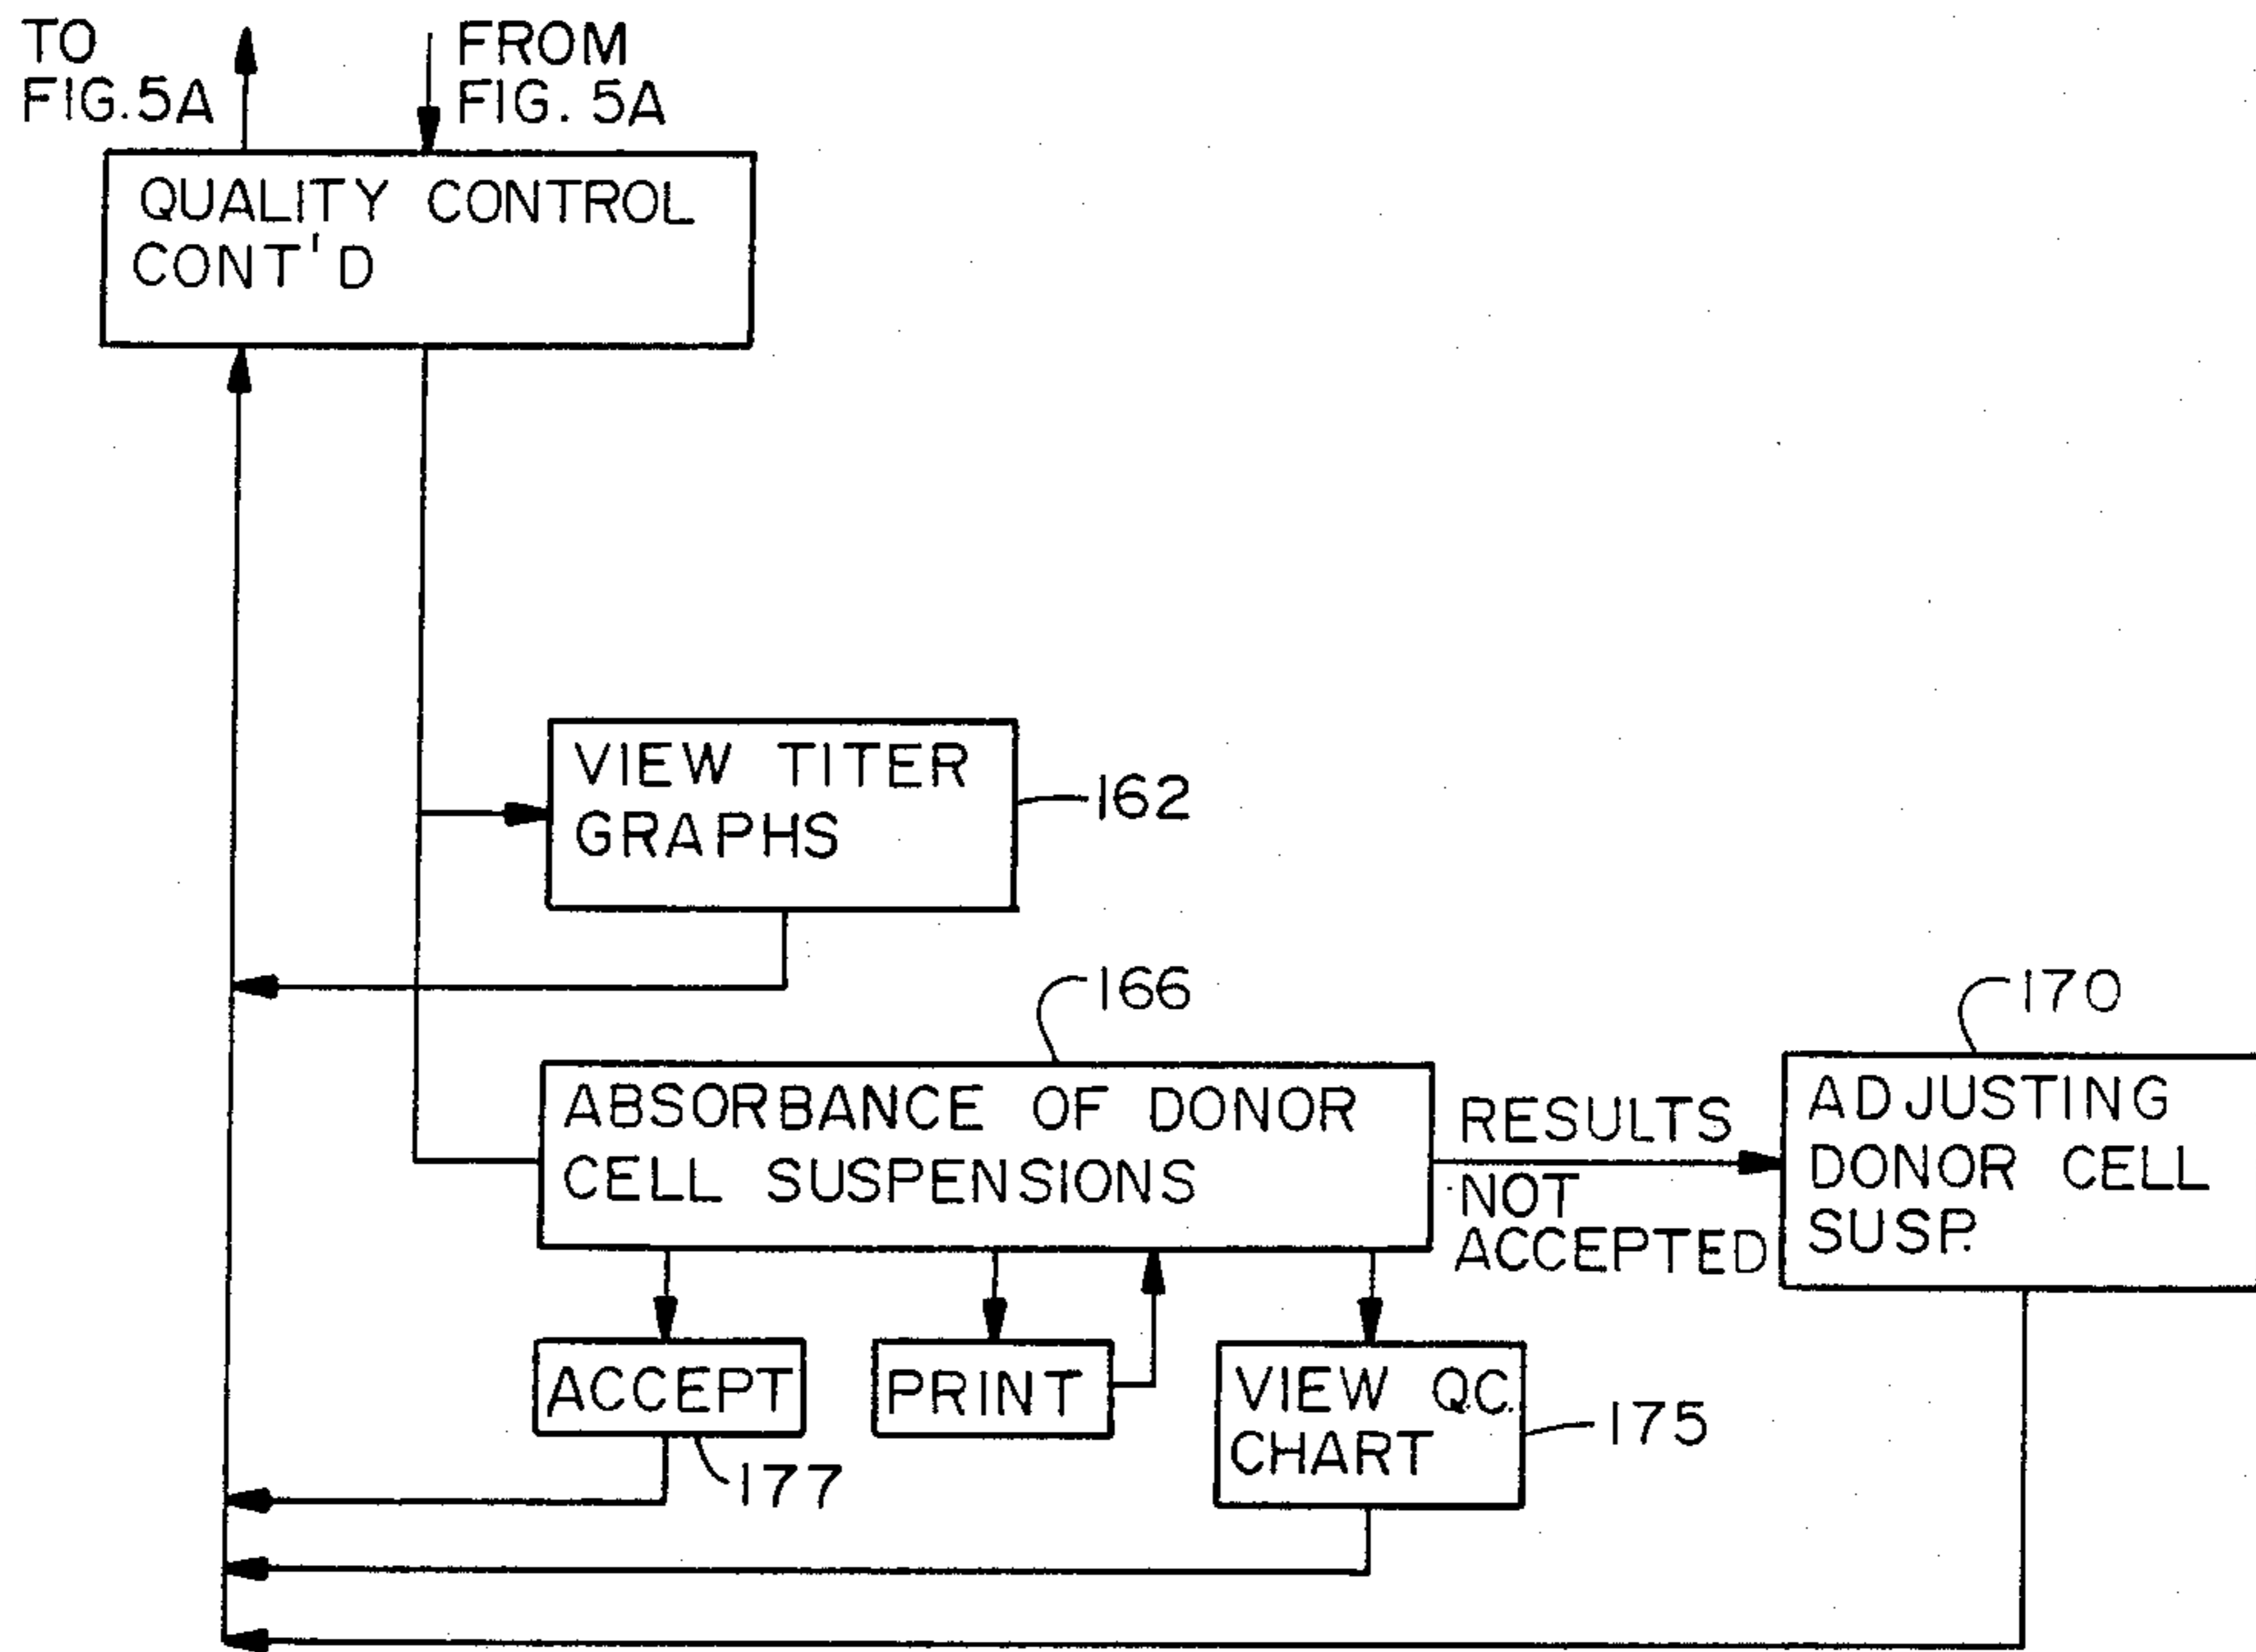 TO
FIG.5A
FROM
FIG. 5A
QUALITY CONTROL
CONT'D
VIEW TITER
GRAPHS
162
166
170
ABSORBANCE OF DONOR
CELL SUSPENSIONS
RESULTS
NOT
ACCEPTED
ADJUSTING
DONOR CELL
SUSP.
ACCEPT
PRINT
VIEW Q.C.
CHART
175
177